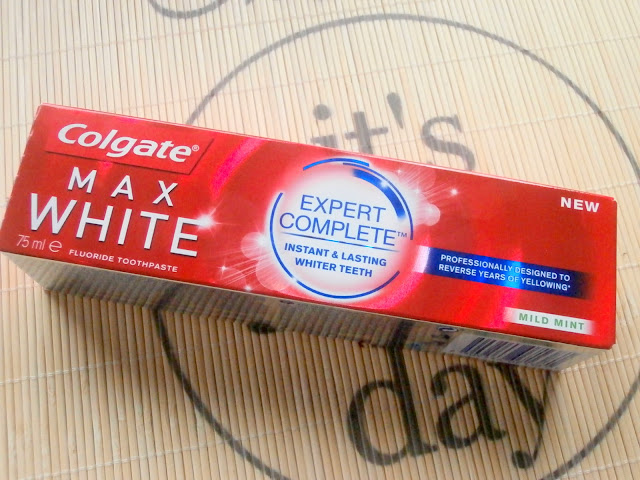 it's
Colgate®
MAX
WHITE
75 ml ℮
FLUORIDE TOOTHPASTE
EXPERT
COMPLETE™
INSTANT & LASTING
WHITER TEETH
NEW
PROFESSIONALLY DESIGNED TO
REVERSE YEARS OF YELLOWING*
MILD MINT
day